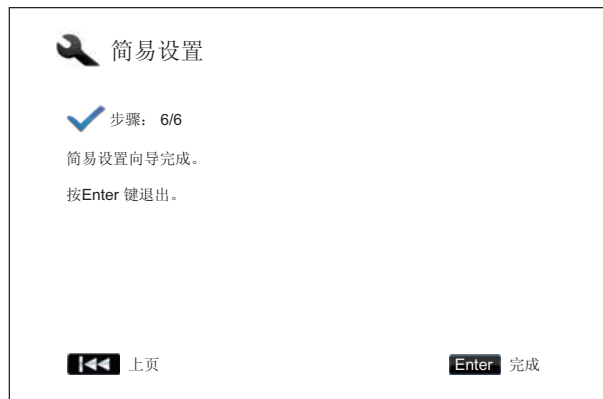 简易设置
步骤： 6/6
简易设置向导完成。
按Enter 键退出。
上页
Enter 完成